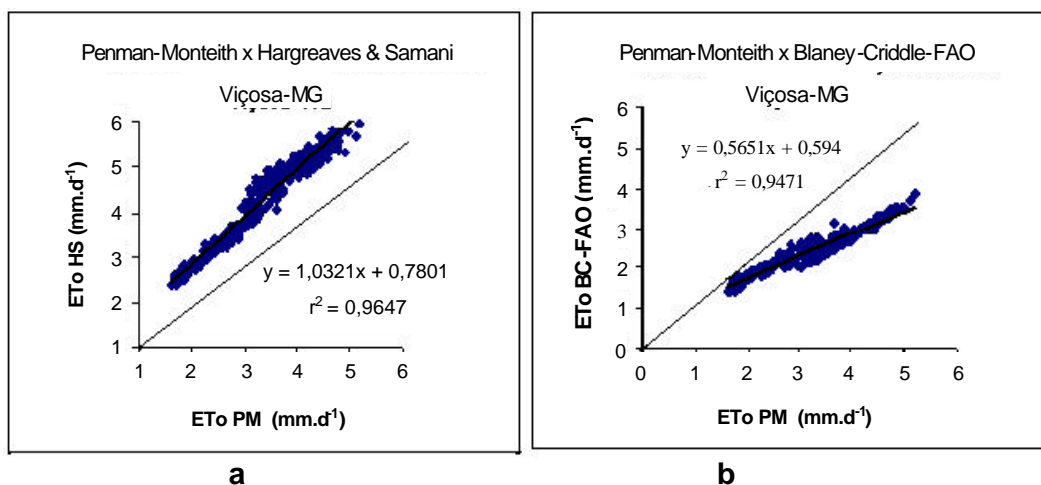 Penman-Monteith x Hargreaves & Samani
Viçosa-MG
6
5
4
3
2
1
ETo HS (mm.d⁻¹)
y = 1,0321x + 0,7801
r² = 0,9647
1 2 3 4 5 6
ETo PM (mm.d⁻¹)
a
Penman-Monteith x Blaney-Criddle-FAO
Viçosa-MG
6
5
4
3
2
1
0
ETo BC-FAO (mm.d⁻¹)
y = 0,5651x + 0,594
r² = 0,9471
0 1 2 3 4 5 6
ETo PM (mm.d⁻¹)
b